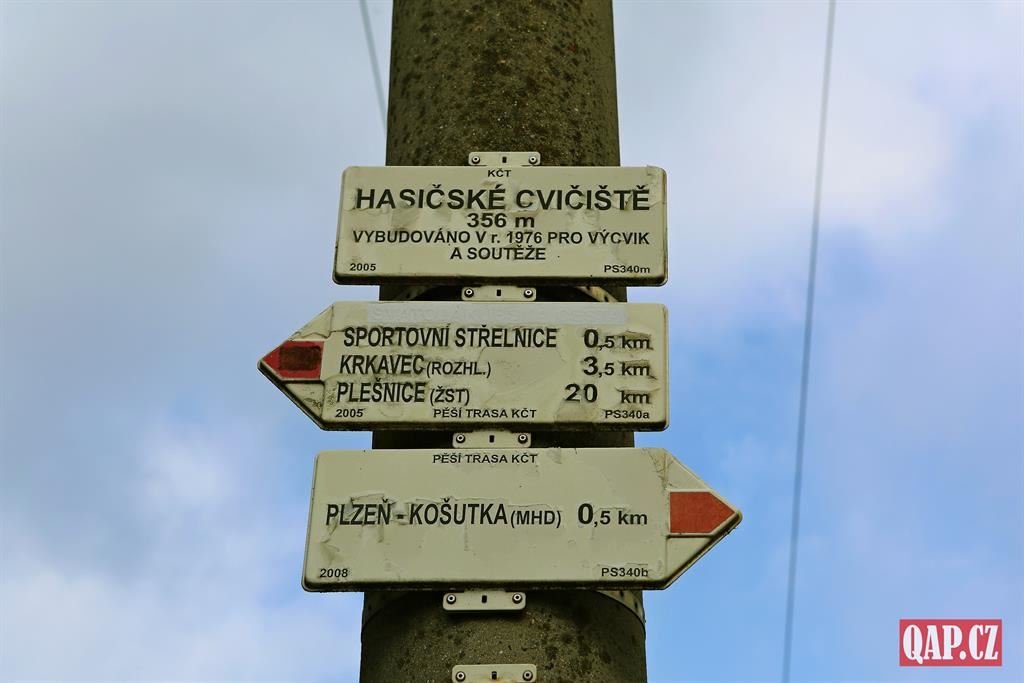 KČT
HASIČSKÉ CVIČIŠTĚ
356 m
VYBUDOVÁNO V r. 1976 PRO VÝCVIK
A SOUTĚŽE
2005 PS340m
SPORTOVNÍ STŘELNICE 0,5 km
KRKAVEC (ROZHL.) 3,5 km
PLEŠNICE (ŽST) 20 km
2005 PĚŠÍ TRASA KČT PS340a
PĚŠÍ TRASA KČT
PLZEŇ - KOŠUTKA (MHD) 0,5 km
2008 PS340b
QAP.CZ